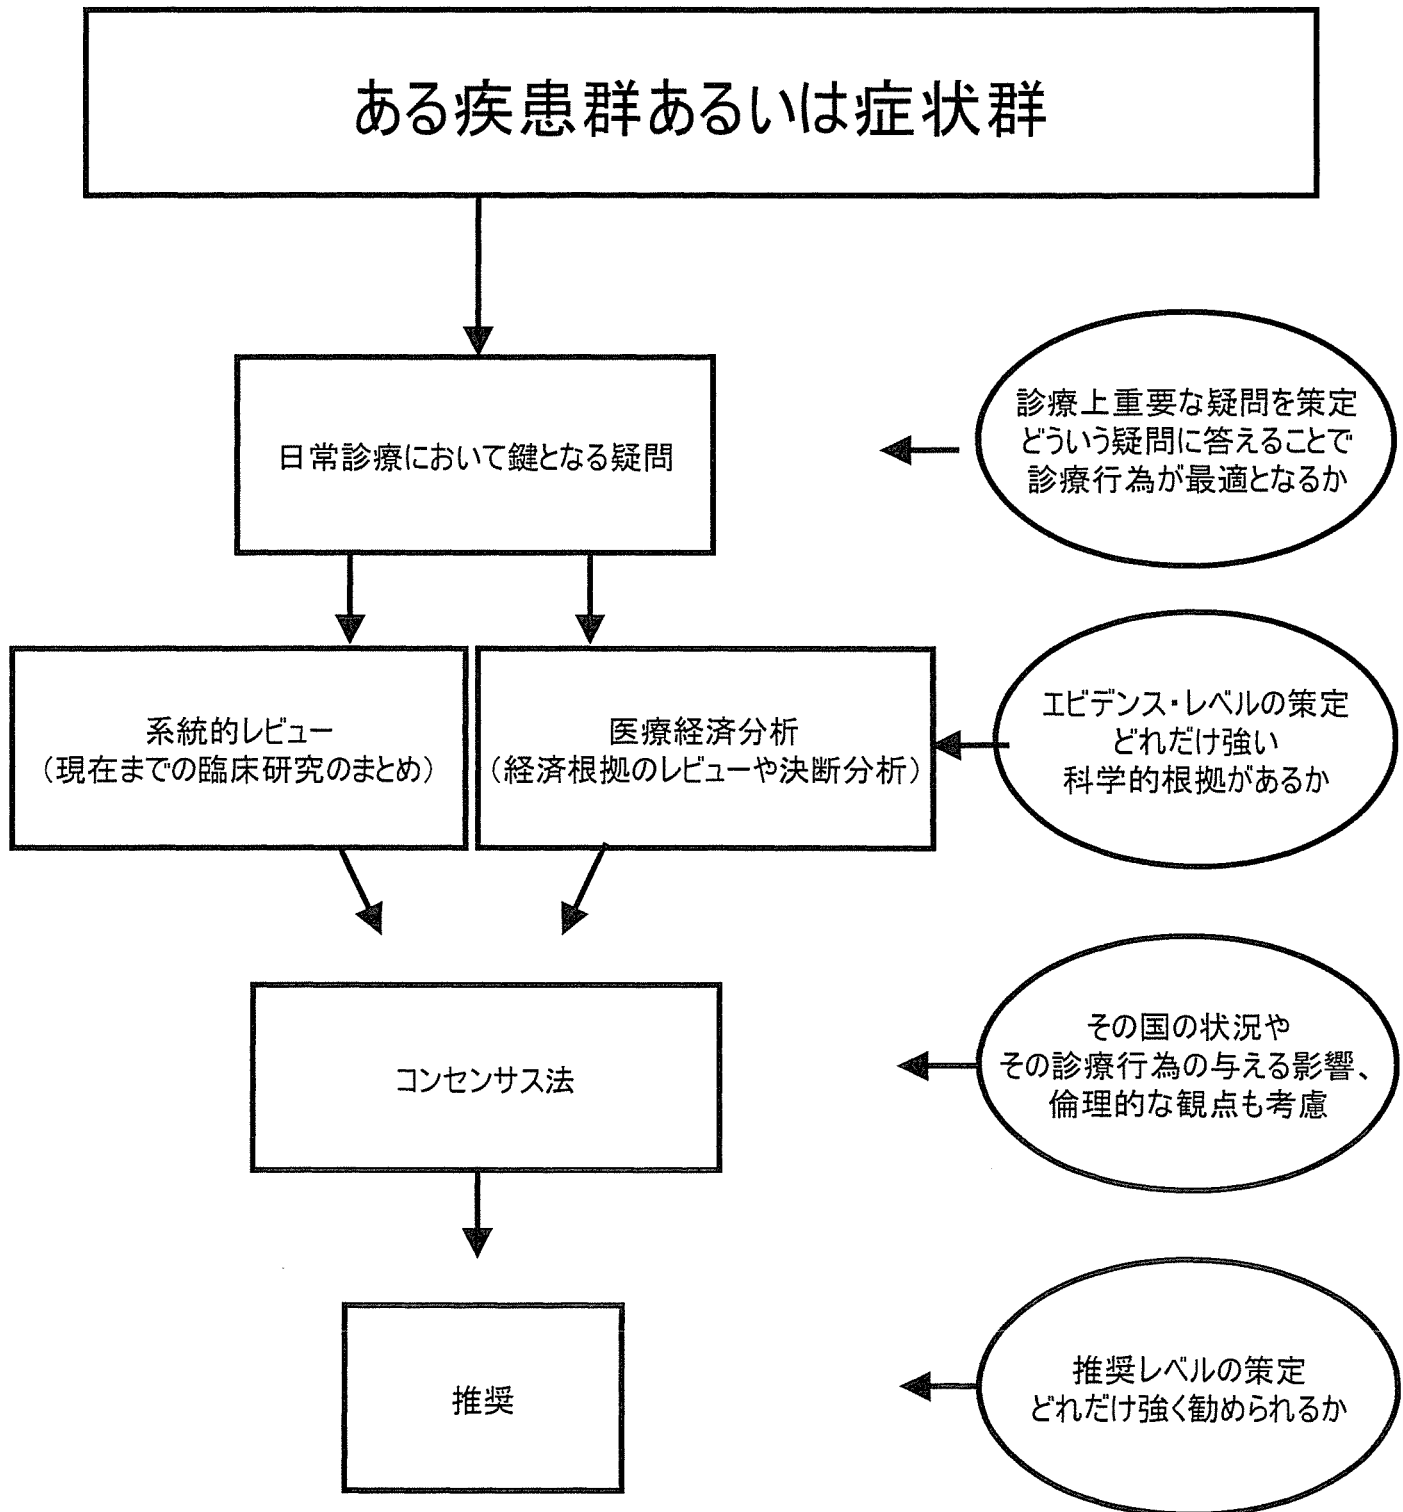 ある疾患群あるいは症状群
日常診療において鍵となる疑問
診療上重要な疑問を策定
どういう疑問に答えることで
診療行為が最適となるか
系統的レビュー
（現在までの臨床研究のまとめ）
医療経済分析
（経済根拠のレビューや決断分析）
エビデンス・レベルの策定
どれだけ強い
科学的根拠があるか
コンセンサス法
その国の状況や
その診療行為の与える影響、
倫理的な観点も考慮
推奨
推奨レベルの策定
どれだけ強く勧められるか